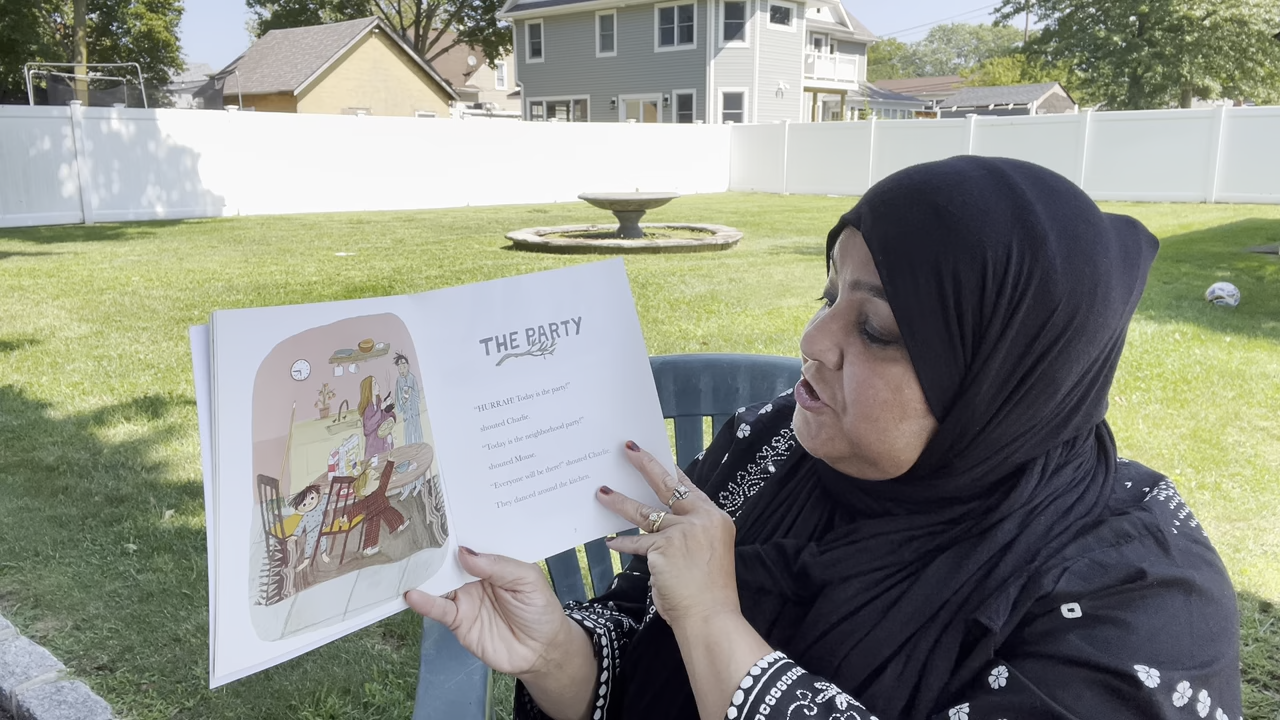 THE PARTY
"HURRAH! Today is the party!"
shouted Charlie.
"Today is the neighborhood party!"
shouted Mouse.
"Everyone will be there!" shouted Charlie.
They danced around the kitchen.